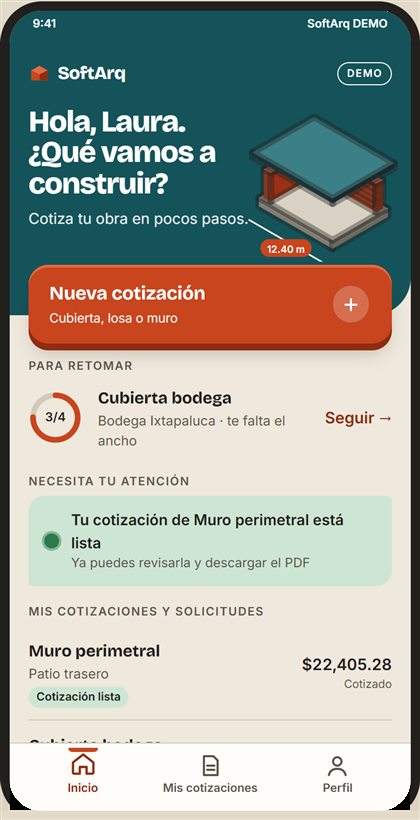 9:41
SoftArq DEMO
SoftArq
DEMO
Hola, Laura.
¿Qué vamos a
construir?
Cotiza tu obra en pocos pasos.
12.40 m
Nueva cotización
Cubierta, losa o muro
+
PARA RETOMAR
3/4
Cubierta bodega
Bodega Ixtapaluca · te falta el
ancho
Seguir →
NECESITA TU ATENCIÓN
Tu cotización de Muro perimetral está
lista
Ya puedes revisarla y descargar el PDF
MIS COTIZACIONES Y SOLICITUDES
Muro perimetral
Patio trasero
Cotización lista
$22,405.28
Cotizado
Inicio
Mis cotizaciones
Perfil